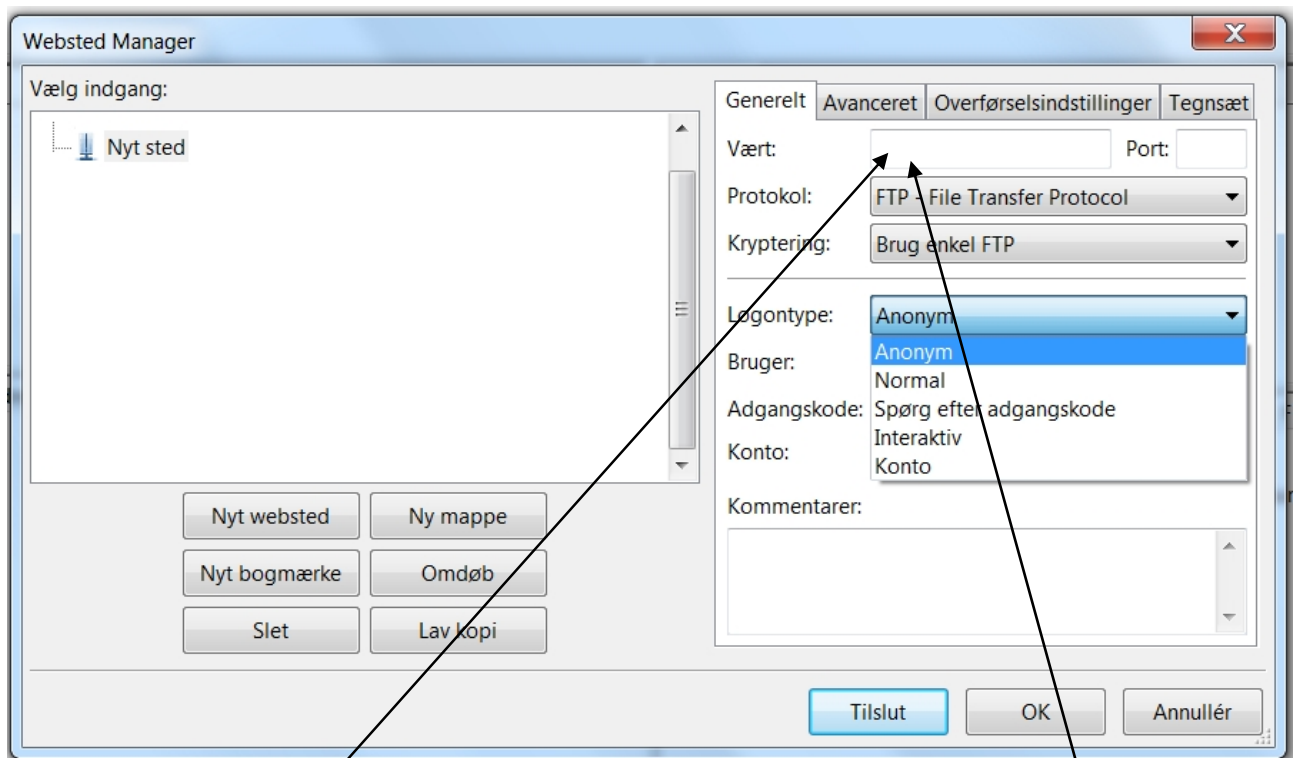 Websted Manager
Vælg indgang:
Nyt sted
Nyt websted
Ny mappe
Nyt bogmærke
Omdøb
Slet
Lav kopi
Generelt
Avanceret
Overførselsindstillinger
Tegnsæt
Vært:
Port:
Protokol:
FTP - File Transfer Protocol
Kryptering:
Brug enkel FTP
Logontype:
Anonym
Anonym
Normal
Spørg efter adgangskode
Interaktiv
Konto
Bruger:
Adgangskode:
Konto:
Kommentarer:
Tilslut
OK
Annullér